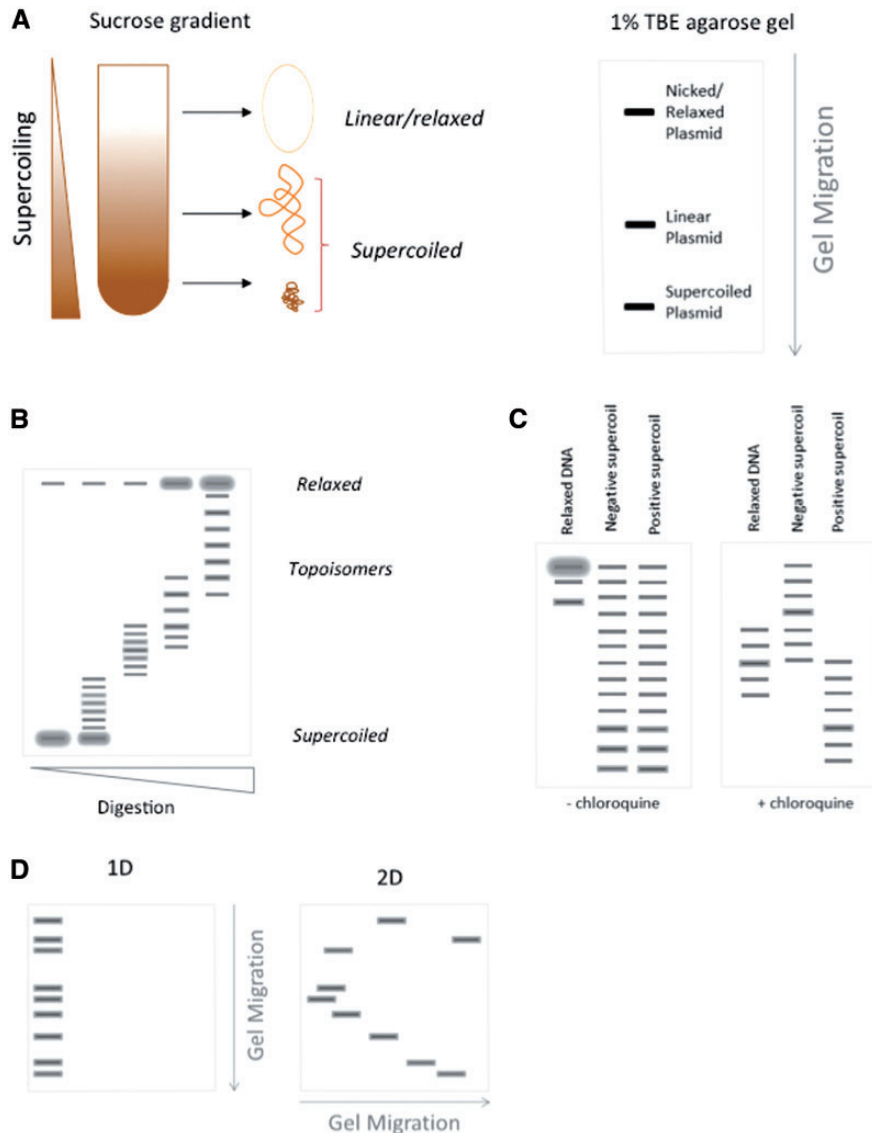 A
Sucrose gradient
1% TBE agarose gel
Supercoiling
Linear/relaxed
Supercoiled
Nicked/
Relaxed
Plasmid
Linear
Plasmid
Supercoiled
Plasmid
Gel Migration
B
Relaxed
Topoisomers
Supercoiled
Digestion
C
Relaxed DNA
Negative supercoil
Positive supercoil
Relaxed DNA
Negative supercoil
Positive supercoil
- chloroquine
+ chloroquine
D
1D
2D
Gel Migration
Gel Migration